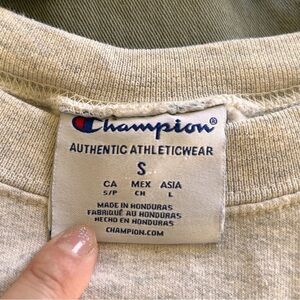 Champion®
AUTHENTIC ATHLETICWEAR
S
CA MEX ASIA
S/P CH L
MADE IN HONDURAS
FABRIQUÉ AU HONDURAS
HECHO EN HONDURAS
CHAMPION.COM